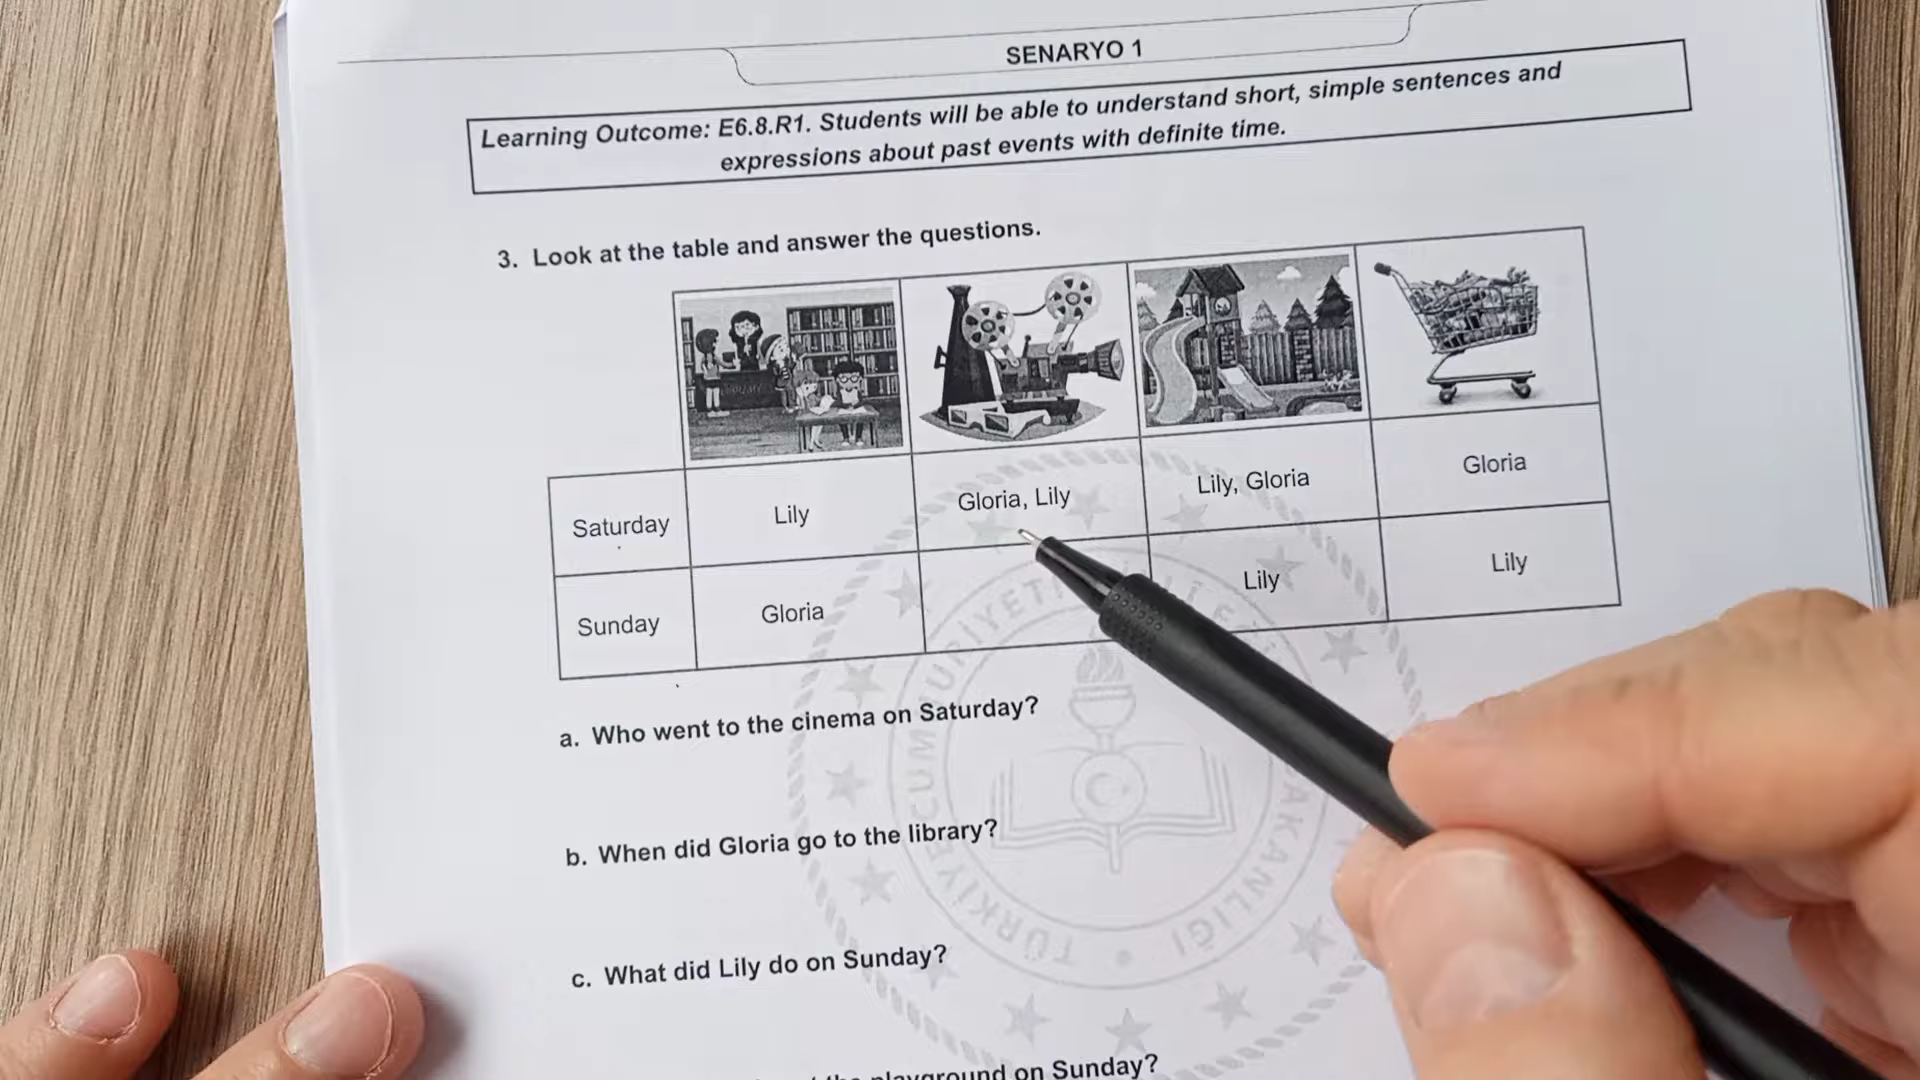 SENARYO 1
Learning Outcome: E6.8.R1. Students will be able to understand short, simple sentences and
expressions about past events with definite time.
3. Look at the table and answer the questions.
LIBRARY
Saturday Lily Gloria, Lily Lily, Gloria Gloria
Sunday Gloria Lily Lily
a. Who went to the cinema on Saturday?
b. When did Gloria go to the library?
c. What did Lily do on Sunday?
the playground on Sunday?